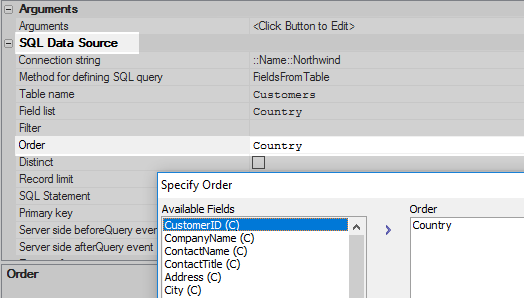 Arguments
Arguments <Click Button to Edit>
SQL Data Source
Connection string ::Name::Northwind
Method for defining SQL query FieldsFromTable
Table name Customers
Field list Country
Filter
Order Country
Distinct
Record limit
SQL Statement
Primary key
Server side beforeQuery even
Server side afterQuery event
Order
Specify Order
Available Fields
CustomerID (C)
CompanyName (C)
ContactName (C)
ContactTitle (C)
Address (C)
City (C)
Order
Country